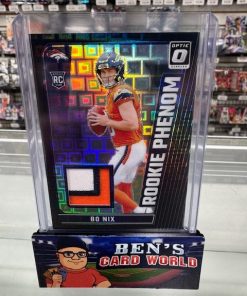 OPTIC
RC
ROOKIE PHENOM
BO NIX
BEN'S
CARD WORLD